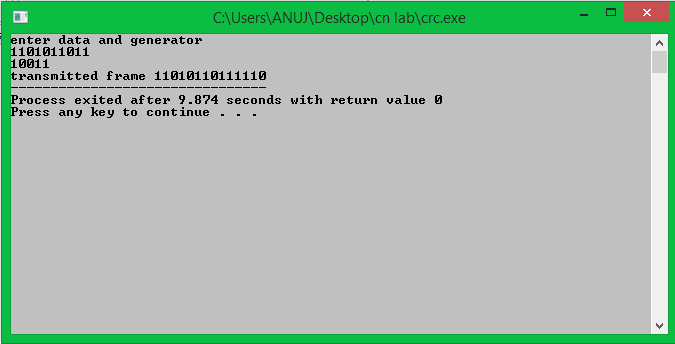 C:\Users\ANUJ\Desktop\cn lab\crc.exe
enter data and generator
1101011011
10011
transmitted frame 11010110111110
--------------------------------
Process exited after 9.874 seconds with return value 0
Press any key to continue . . .